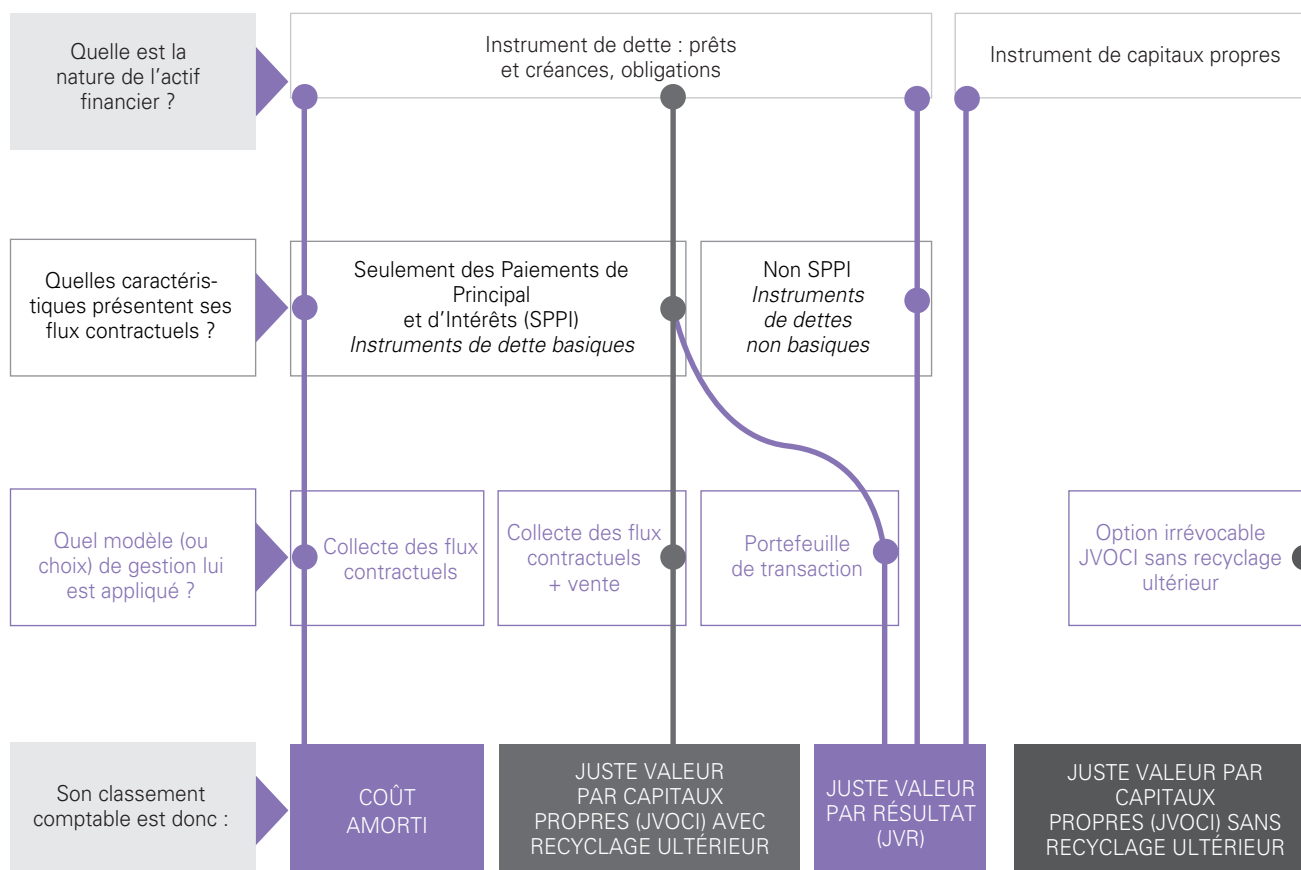 Quelle est la
nature de l'actif
financier ?
Instrument de dette : prêts
et créances, obligations
Instrument de capitaux propres
Quelles caractéris-
tiques présentent ses
flux contractuels ?
Seulement des Paiements de
Principal
et d'Intérêts (SPPI)
Instruments de dette basiques
Non SPPI
Instruments
de dettes
non basiques
Quel modèle (ou
choix) de gestion lui
est appliqué ?
Collecte des flux
contractuels
Collecte des flux
contractuels
+ vente
Portefeuille
de transaction
Option irrévocable
JVOCI sans recyclage
ultérieur
Son classement
comptable est donc :
COÛT
AMORTI
JUSTE VALEUR
PAR CAPITAUX
PROPRES (JVOCI) AVEC
RECYCLAGE ULTÉRIEUR
JUSTE VALEUR
PAR RÉSULTAT
(JVR)
JUSTE VALEUR PAR
CAPITAUX
PROPRES (JVOCI) SANS
RECYCLAGE ULTÉRIEUR